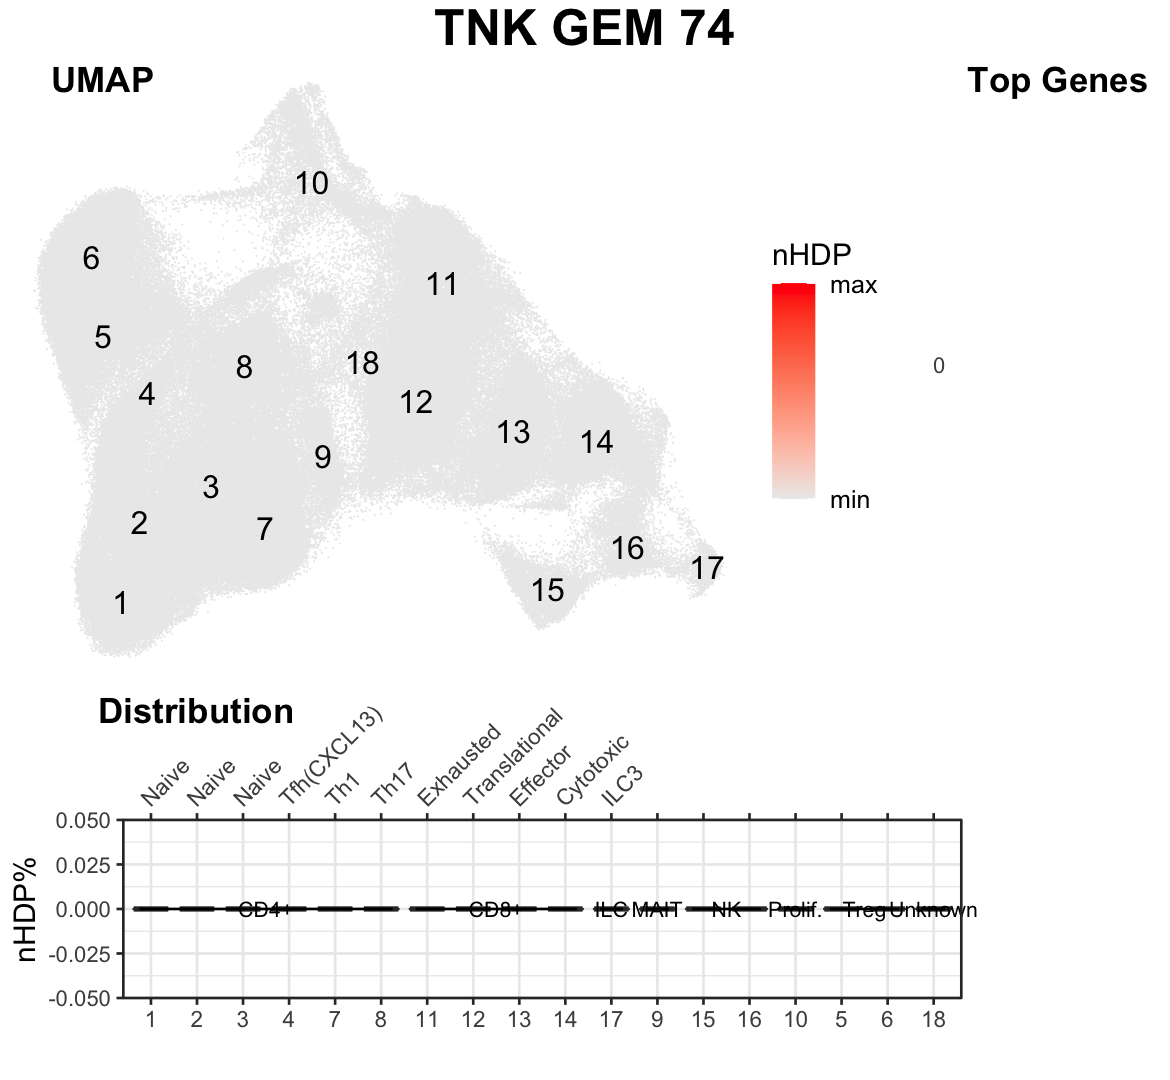 TNK GEM 74
UMAP
Top Genes
10
6
11
nHDP
max
5
18
8
0
4
12
13
14
9
3
min
2
7
16
17
15
1
Distribution
Naive
Naive
Naive
Tfh(CXCL13)
Th1
Th17
Exhausted
Translational
Effector
Cytotoxic
ILC3
nHDP%
0.050
0.025
0.000
-0.025
-0.050
CD4+ CD8+ ILC MAIT NK Prolif. Treg Unknown
1 2 3 4 7 8 11 12 13 14 17 9 15 16 10 5 6 18